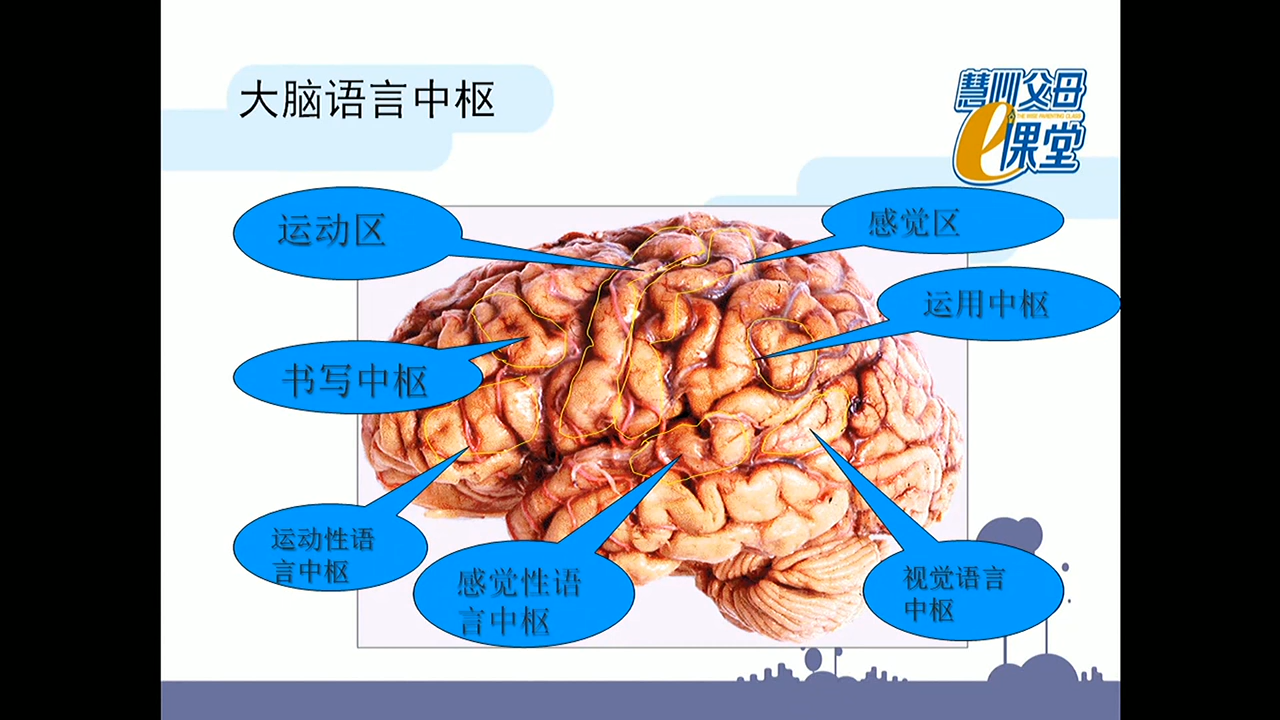 大脑语言中枢
慧州父母
THE WISE PARENTING CLASS
e课堂
运动区
感觉区
运用中枢
书写中枢
运动性语
言中枢
感觉性语
言中枢
视觉语言
中枢